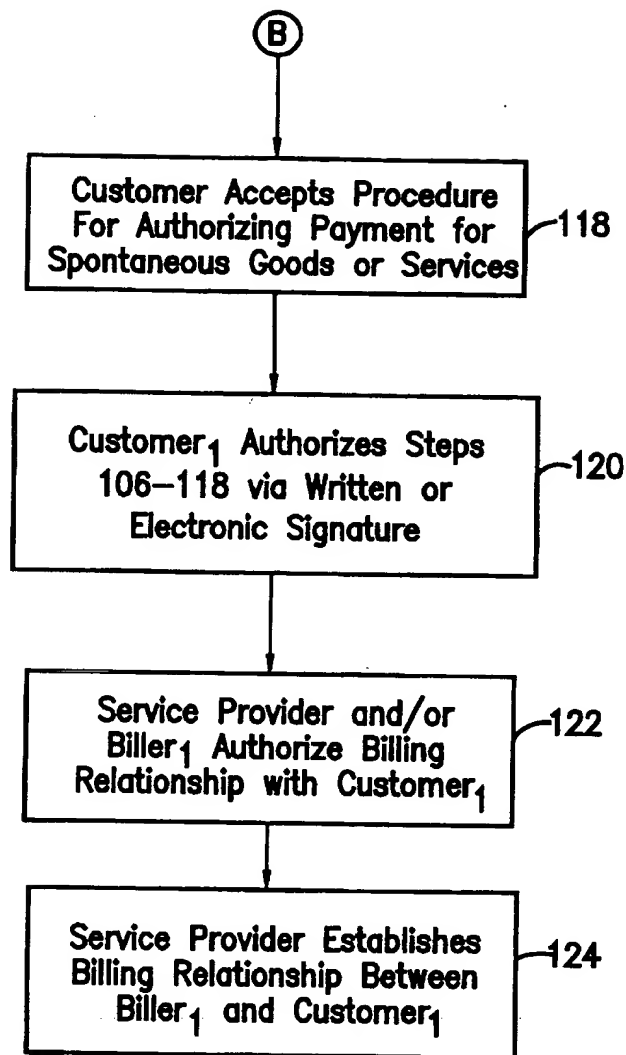 B
Customer Accepts Procedure
For Authorizing Payment for
Spontaneous Goods or Services
118
Customer₁ Authorizes Steps
106–118 via Written or
Electronic Signature
120
Service Provider and/or
Biller₁ Authorize Billing
Relationship with Customer₁
122
Service Provider Establishes
Billing Relationship Between
Biller₁ and Customer₁
124